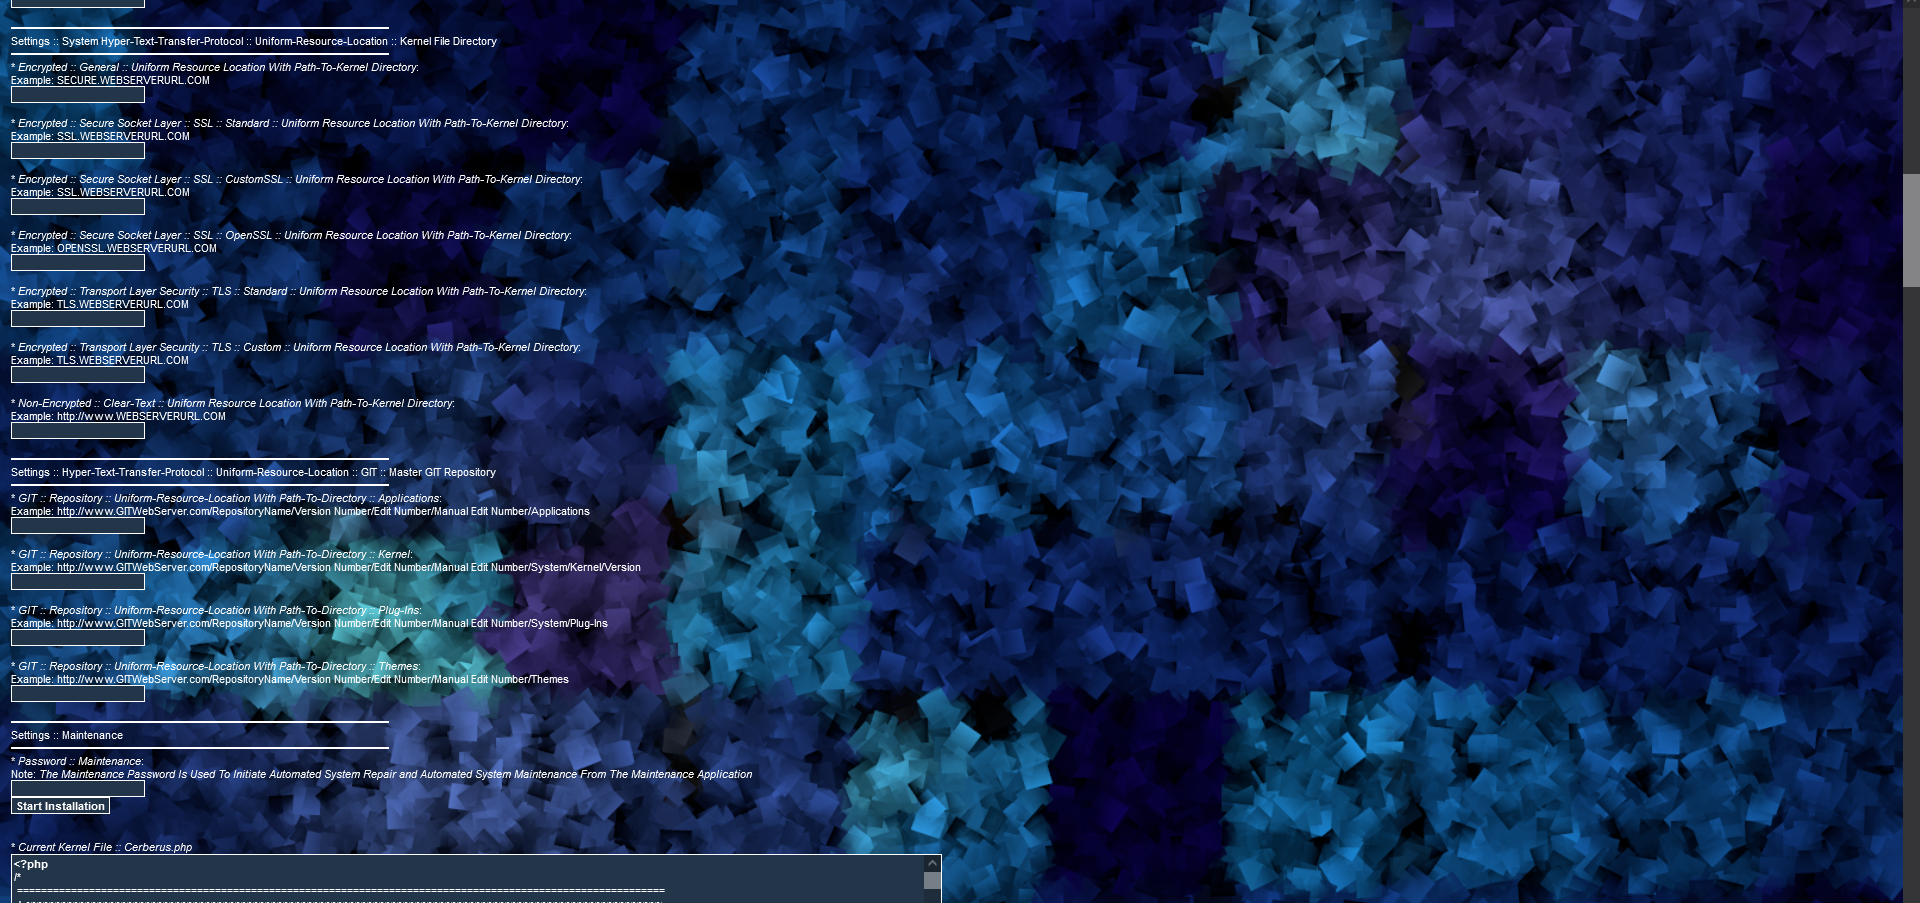 Settings :: System Hyper-Text-Transfer-Protocol :: Uniform-Resource-Location :: Kernel File Directory
* Encrypted :: General :: Uniform Resource Location With Path-To-Kernel Directory:
Example: SECURE.WEBSERVERURL.COM
* Encrypted :: Secure Socket Layer :: SSL :: Standard :: Uniform Resource Location With Path-To-Kernel Directory:
Example: SSL.WEBSERVERURL.COM
* Encrypted :: Secure Socket Layer :: SSL :: CustomSSL :: Uniform Resource Location With Path-To-Kernel Directory:
Example: SSL.WEBSERVERURL.COM
* Encrypted :: Secure Socket Layer :: SSL :: OpenSSL :: Uniform Resource Location With Path-To-Kernel Directory:
Example: OPENSSL.WEBSERVERURL.COM
* Encrypted :: Transport Layer Security :: TLS :: Standard :: Uniform Resource Location With Path-To-Kernel Directory:
Example: TLS.WEBSERVERURL.COM
* Encrypted :: Transport Layer Security :: TLS :: Custom :: Uniform Resource Location With Path-To-Kernel Directory:
Example: TLS.WEBSERVERURL.COM
* Non-Encrypted :: Clear-Text :: Uniform Resource Location With Path-To-Kernel Directory:
Example: http://www.WEBSERVERURL.COM
Settings :: Hyper-Text-Transfer-Protocol :: Uniform-Resource-Location :: GIT :: Master GIT Repository
* GIT :: Repository :: Uniform-Resource-Location With Path-To-Directory :: Applications:
Example: http://www.GITWebServer.com/RepositoryName/Version Number/Edit Number/Manual Edit Number/Applications
* GIT :: Repository :: Uniform-Resource-Location With Path-To-Directory :: Kernel:
Example: http://www.GITWebServer.com/RepositoryName/Version Number/Edit Number/Manual Edit Number/System/Kernel/Version
* GIT :: Repository :: Uniform-Resource-Location With Path-To-Directory :: Plug-Ins:
Example: http://www.GITWebServer.com/RepositoryName/Version Number/Edit Number/Manual Edit Number/System/Plug-Ins
* GIT :: Repository :: Uniform-Resource-Location With Path-To-Directory :: Themes:
Example: http://www.GITWebServer.com/RepositoryName/Version Number/Edit Number/Manual Edit Number/Themes
Settings :: Maintenance
* Password :: Maintenance:
Note: The Maintenance Password Is Used To Initiate Automated System Repair and Automated System Maintenance From The Maintenance Application
Start Installation
* Current Kernel File :: Cerberus.php
<?php
/*